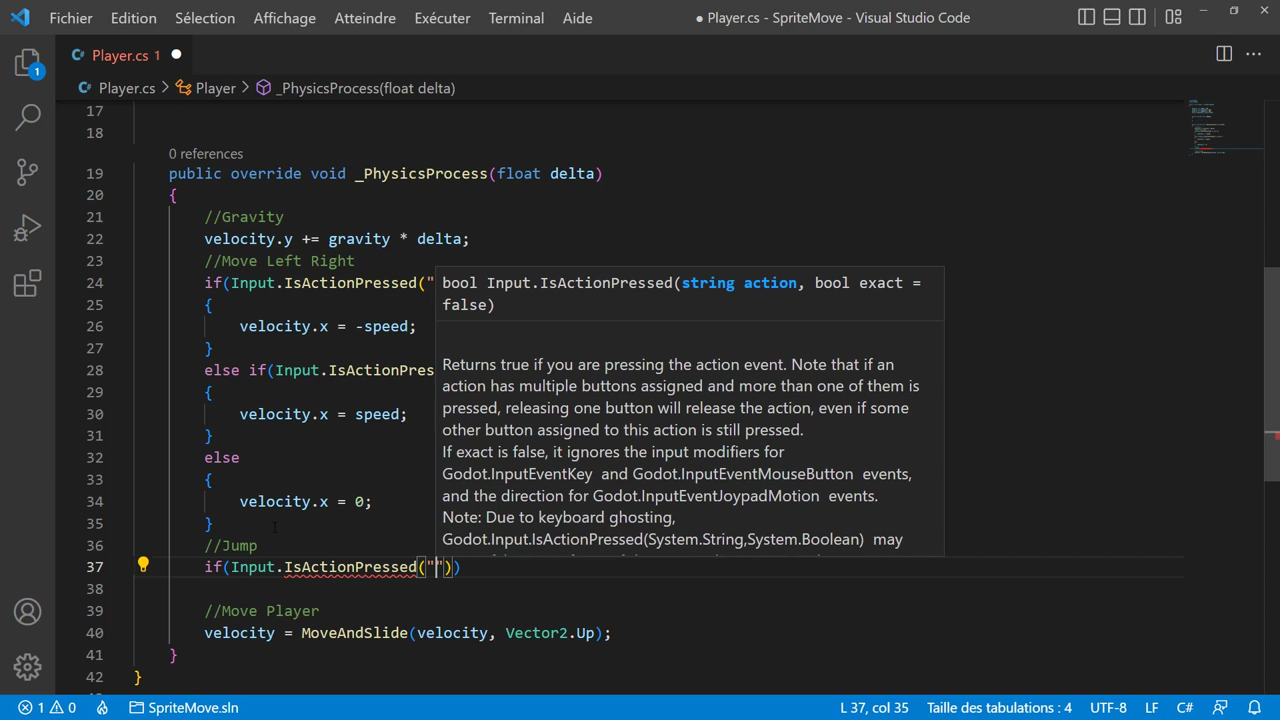 Fichier Edition Sélection Affichage Atteindre Exécuter Terminal Aide ● Player.cs - SpriteMove - Visual Studio Code
Player.cs 1
Player.cs > Player > _PhysicsProcess(float delta)
17
18
0 references
19 public override void _PhysicsProcess(float delta)
20 {
21 //Gravity
22 velocity.y += gravity * delta;
23 //Move Left Right
24 if(Input.IsActionPressed("
25 {
26 velocity.x = -speed;
27 }
28 else if(Input.IsActionPres
29 {
30 velocity.x = speed;
31 }
32 else
33 {
34 velocity.x = 0;
35 }
36 //Jump
37 if(Input.IsActionPressed(""))
38
39 //Move Player
40 velocity = MoveAndSlide(velocity, Vector2.Up);
41 }
42 }
bool Input.IsActionPressed(string action, bool exact =
false)
Returns true if you are pressing the action event. Note that if an
action has multiple buttons assigned and more than one of them is
pressed, releasing one button will release the action, even if some
other button assigned to this action is still pressed.
If exact is false, it ignores the input modifiers for
Godot.InputEventKey and Godot.InputEventMouseButton events,
and the direction for Godot.InputEventJoypadMotion events.
Note: Due to keyboard ghosting,
Godot.Input.IsActionPressed(System.String,System.Boolean) may
1
1 0 SpriteMove.sln L 37, col 35 Taille des tabulations : 4 UTF-8 LF C#